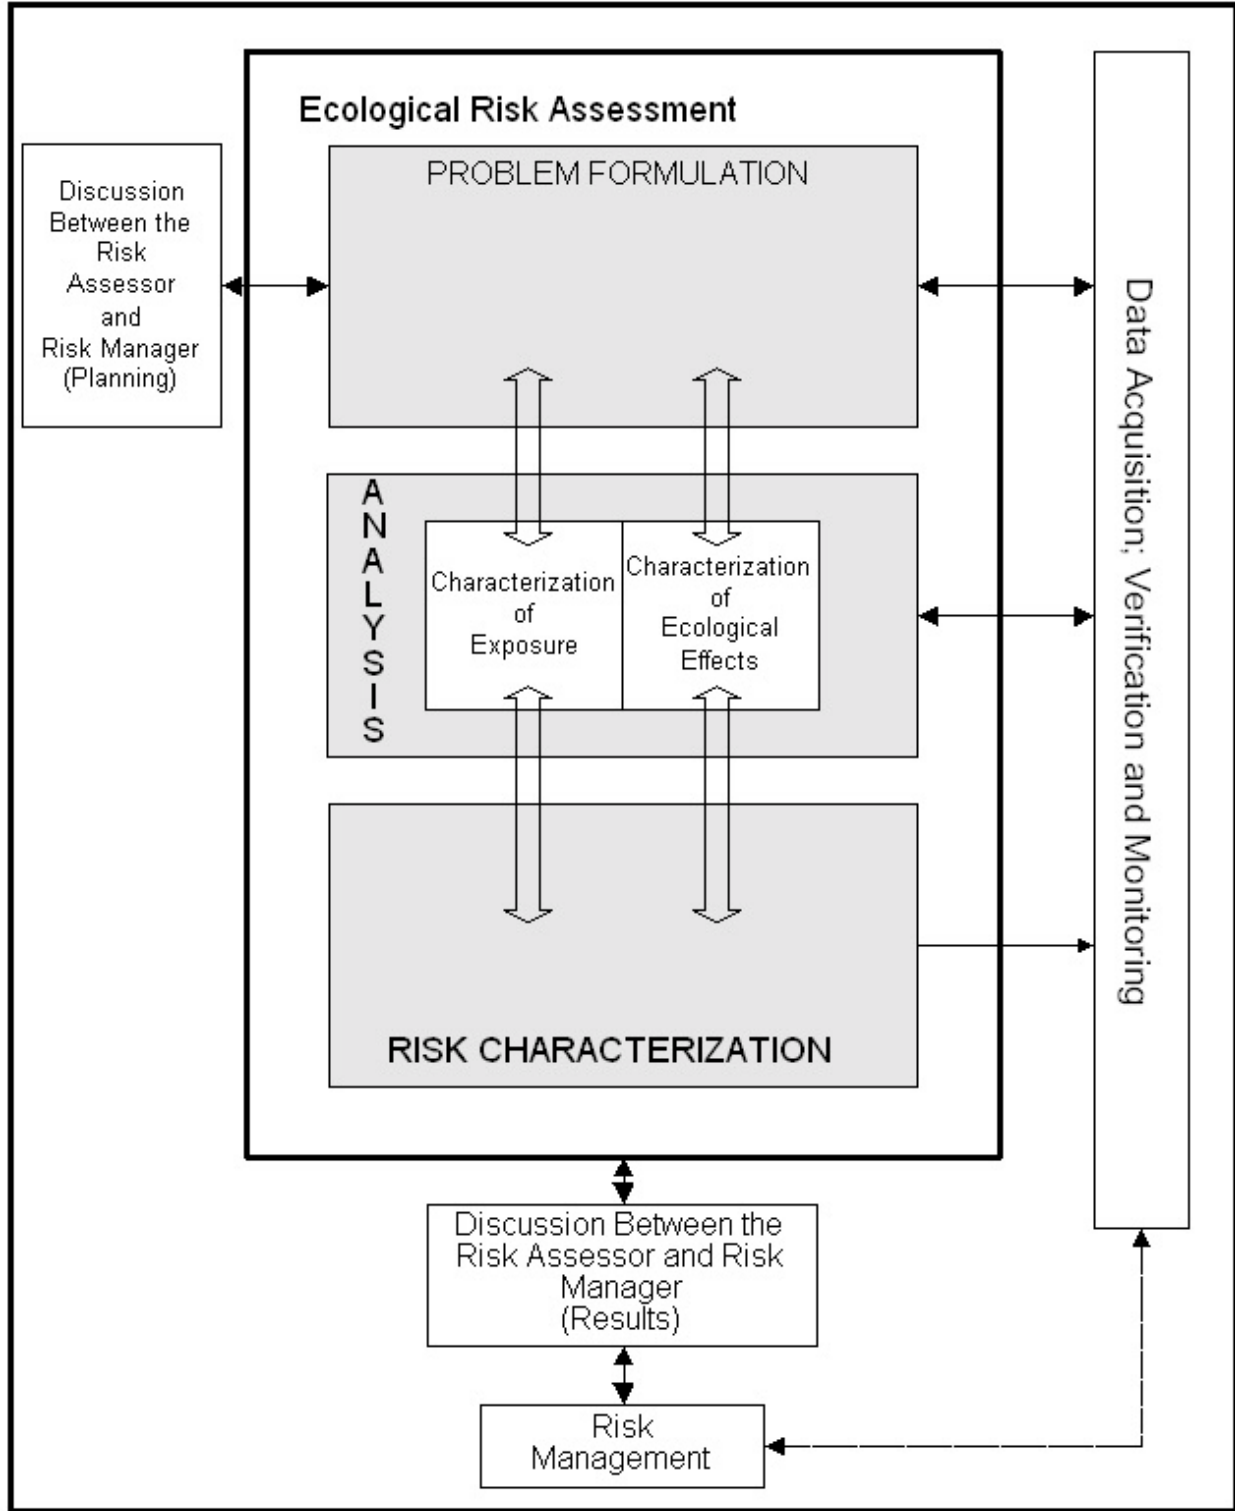 Ecological Risk Assessment
PROBLEM FORMULATION
Discussion
Between the
Risk
Assessor
and
Risk Manager
(Planning)
ANALYSIS
Characterization
of
Exposure
Characterization
of
Ecological
Effects
RISK CHARACTERIZATION
Data Acquisition; Verification and Monitoring
Discussion Between the
Risk Assessor and Risk
Manager
(Results)
Risk
Management